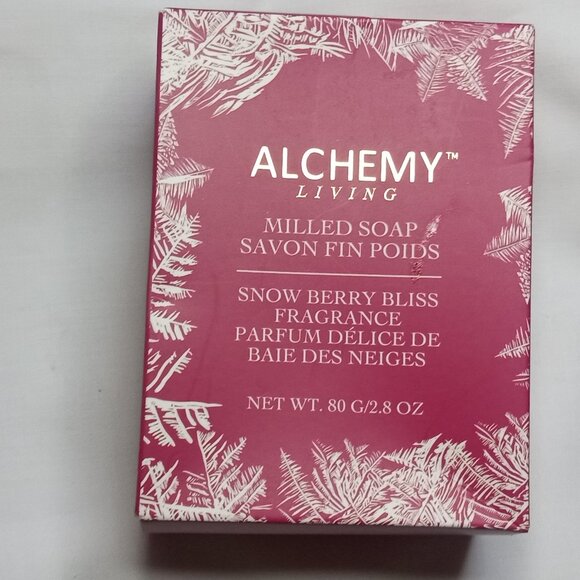 ALCHEMY™
LIVING
MILLED SOAP
SAVON FIN POIDS
SNOW BERRY BLISS
FRAGRANCE
PARFUM DÉLICE DE
BAIE DES NEIGES
NET WT. 80 G/2.8 OZ